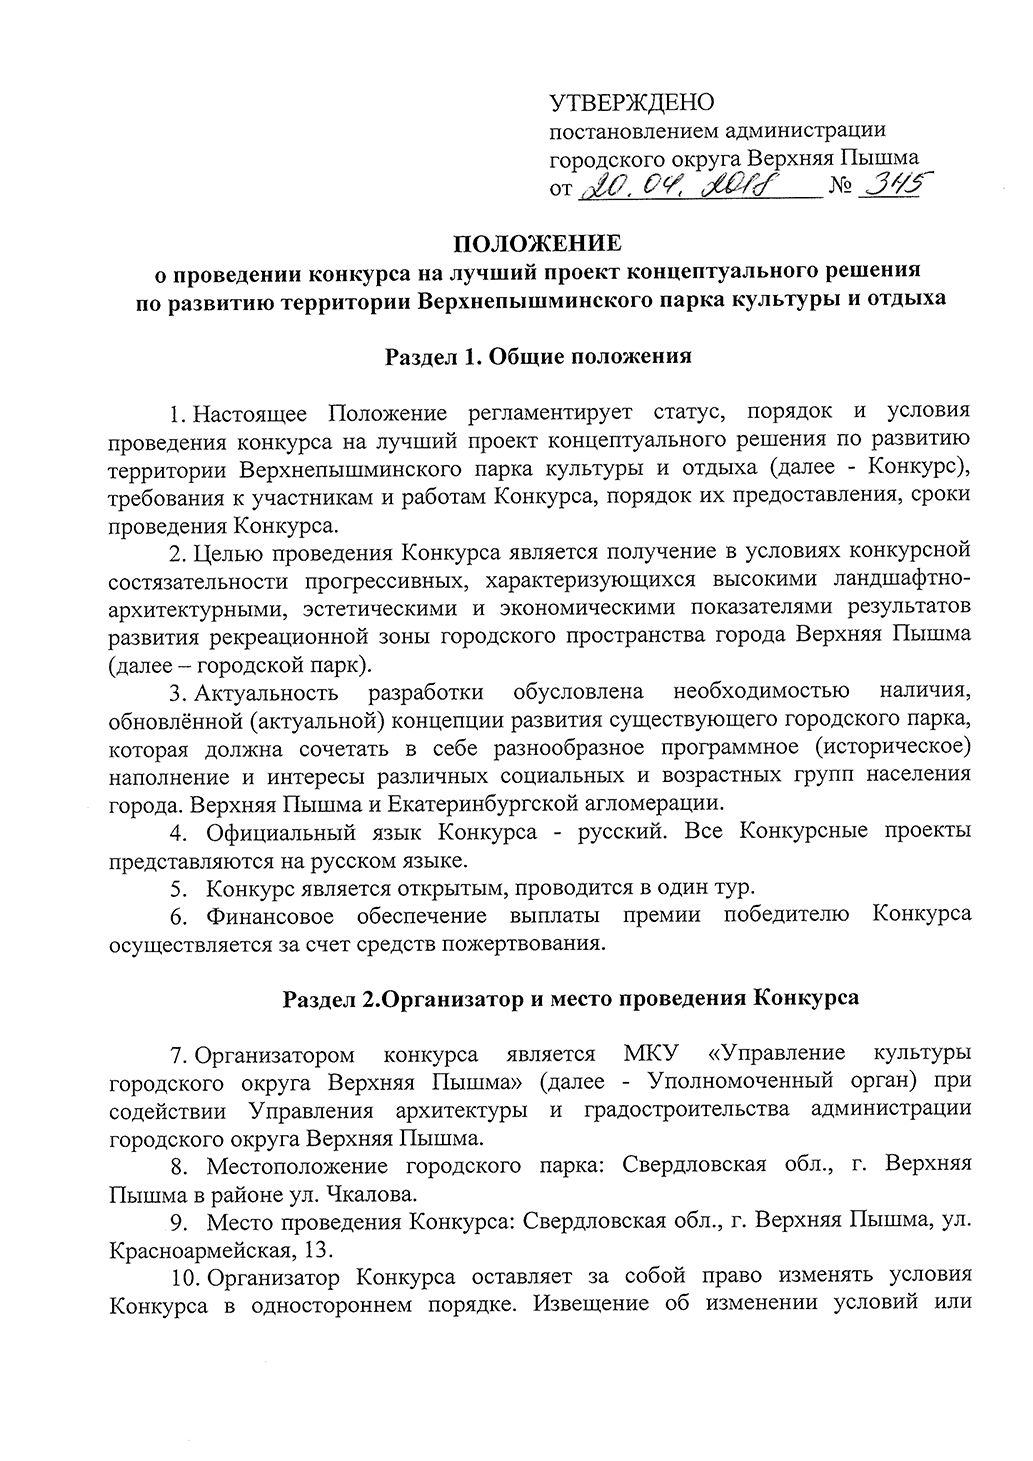 УТВЕРЖДЕНО
постановлением администрации
городского округа Верхняя Пышма
от 20.04.2018 № 345
ПОЛОЖЕНИЕ
о проведении конкурса на лучший проект концептуального решения
по развитию территории Верхнепышминского парка культуры и отдыха
Раздел 1. Общие положения
1. Настоящее Положение регламентирует статус, порядок и условия
проведения конкурса на лучший проект концептуального решения по развитию
территории Верхнепышминского парка культуры и отдыха (далее - Конкурс),
требования к участникам и работам Конкурса, порядок их предоставления, сроки
проведения Конкурса.
2. Целью проведения Конкурса является получение в условиях конкурсной
состязательности прогрессивных, характеризующихся высокими ландшафтно-
архитектурными, эстетическими и экономическими показателями результатов
развития рекреационной зоны городского пространства города Верхняя Пышма
(далее – городской парк).
3. Актуальность разработки обусловлена необходимостью наличия,
обновлённой (актуальной) концепции развития существующего городского парка,
которая должна сочетать в себе разнообразное программное (историческое)
наполнение и интересы различных социальных и возрастных групп населения
города. Верхняя Пышма и Екатеринбургской агломерации.
4. Официальный язык Конкурса - русский. Все Конкурсные проекты
представляются на русском языке.
5. Конкурс является открытым, проводится в один тур.
6. Финансовое обеспечение выплаты премии победителю Конкурса
осуществляется за счет средств пожертвования.
Раздел 2.Организатор и место проведения Конкурса
7. Организатором конкурса является МКУ «Управление культуры
городского округа Верхняя Пышма» (далее - Уполномоченный орган) при
содействии Управления архитектуры и градостроительства администрации
городского округа Верхняя Пышма.
8. Местоположение городского парка: Свердловская обл., г. Верхняя
Пышма в районе ул. Чкалова.
9. Место проведения Конкурса: Свердловская обл., г. Верхняя Пышма, ул.
Красноармейская, 13.
10. Организатор Конкурса оставляет за собой право изменять условия
Конкурса в одностороннем порядке. Извещение об изменении условий или